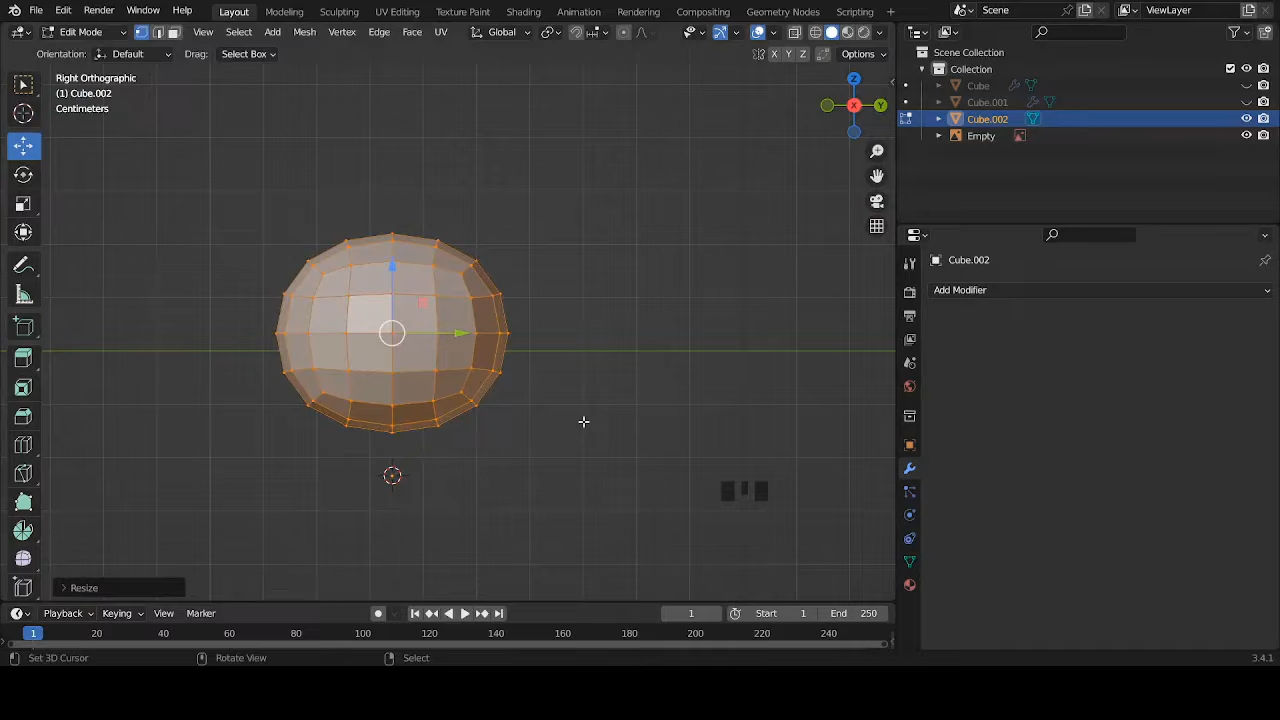 File Edit Render Window Help Layout Modeling Sculpting UV Editing Texture Paint Shading Animation Rendering Compositing Geometry Nodes Scripting + Scene ViewLayer
Edit Mode View Select Add Mesh Vertex Edge Face UV Global
Orientation: Default Drag: Select Box X Y Z Options
Right Orthographic
(1) Cube.002
Centimeters
Z
X
Y
Scene Collection
Collection
Cube
Cube.001
Cube.002
Empty
Cube.002
Add Modifier
Resize
Playback Keying View Marker 1 Start 1 End 250
1 20 40 60 80 100 120 140 160 180 200 220 240
Set 3D Cursor Rotate View Select 3.4.1